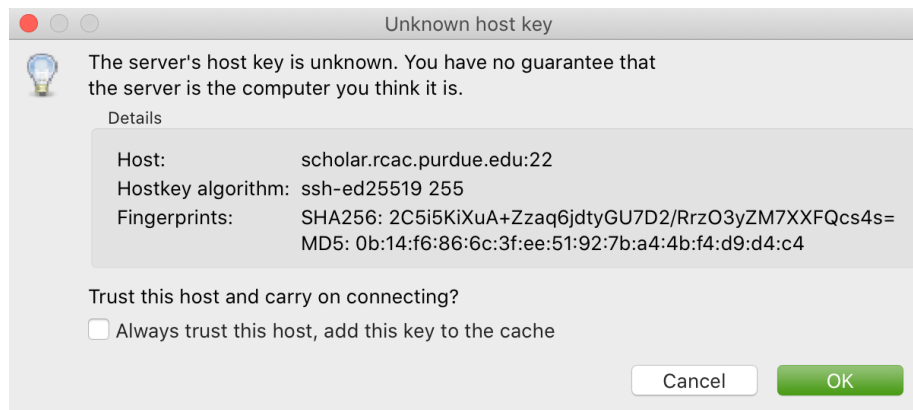 Unknown host key
The server's host key is unknown. You have no guarantee that
the server is the computer you think it is.
Details
Host: scholar.rcac.purdue.edu:22
Hostkey algorithm: ssh-ed25519 255
Fingerprints: SHA256: 2C5i5KiXuA+Zzaq6jdtyGU7D2/RrzO3yZM7XXFQcs4s=
MD5: 0b:14:f6:86:6c:3f:ee:51:92:7b:a4:4b:f4:d9:d4:c4
Trust this host and carry on connecting?
Always trust this host, add this key to the cache
Cancel OK